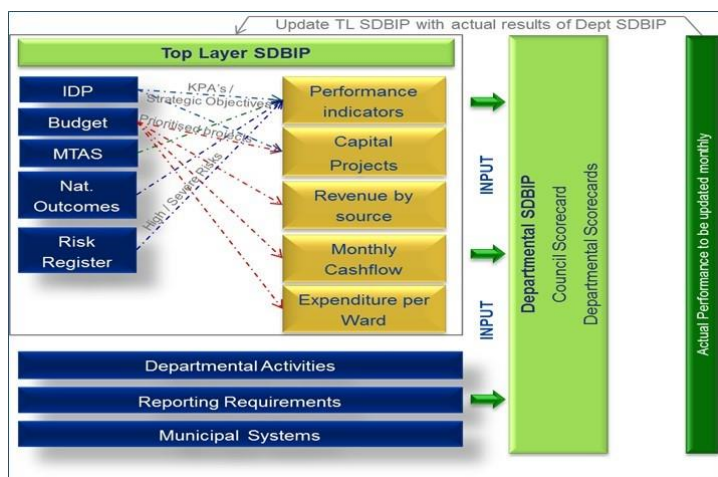 Update TL SDBIP with actual results of Dept SDBIP
Top Layer SDBIP
IDP
Budget
MTAS
Nat.
Outcomes
Risk
Register
KPA's /
Strategic Objectives
Prioritised projects
High / Severe Risks
Performance
indicators
Capital
Projects
Revenue by
source
Monthly
Cashflow
Expenditure per
Ward
INPUT
INPUT
Departmental Activities
Reporting Requirements
Municipal Systems
Departmental SDBIP
Council Scorecard
Departmental Scorecards
Actual Performance to be updated monthly